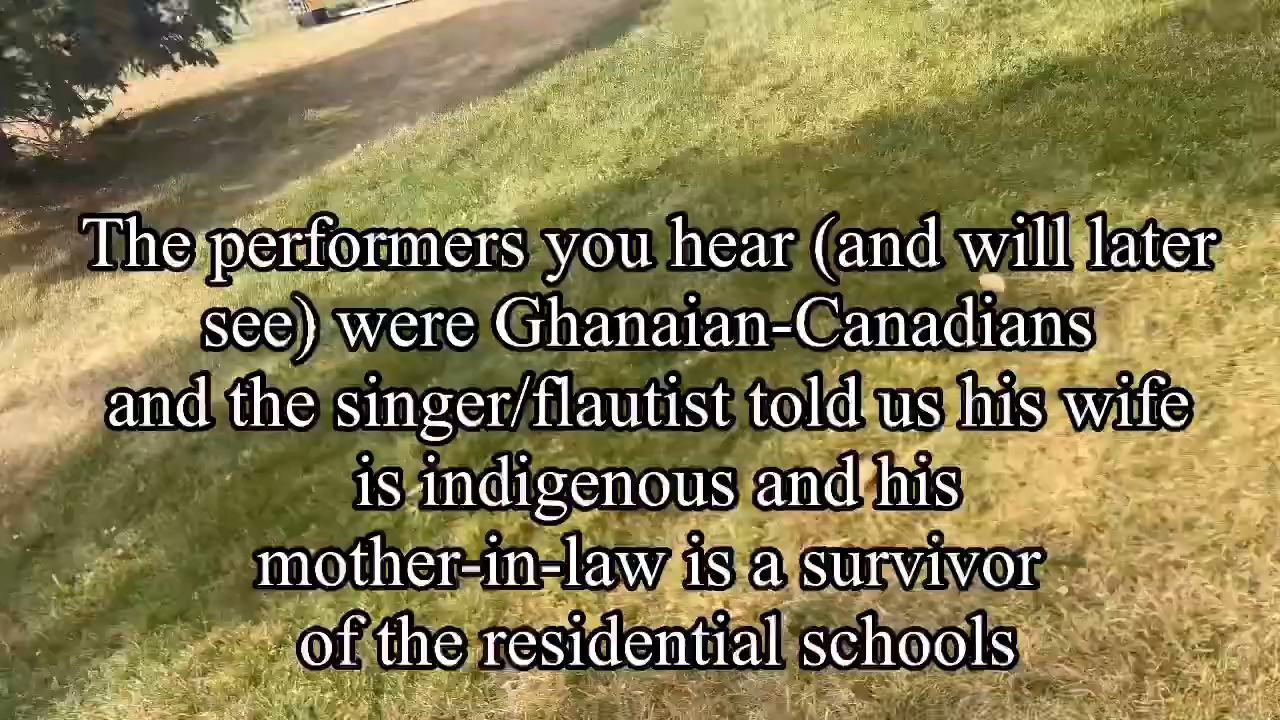 The performers you hear (and will later
see) were Ghanaian-Canadians
and the singer/flautist told us his wife
is indigenous and his
mother-in-law is a survivor
of the residential schools